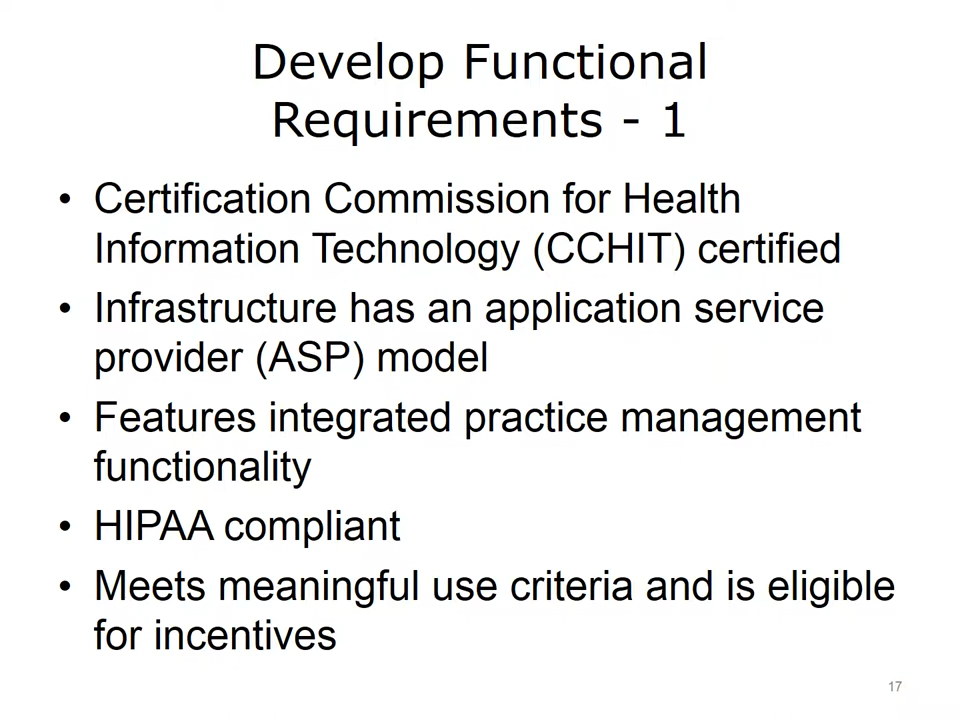 Develop Functional
Requirements - 1
• Certification Commission for Health
Information Technology (CCHIT) certified
• Infrastructure has an application service
provider (ASP) model
• Features integrated practice management
functionality
• HIPAA compliant
• Meets meaningful use criteria and is eligible
for incentives
17